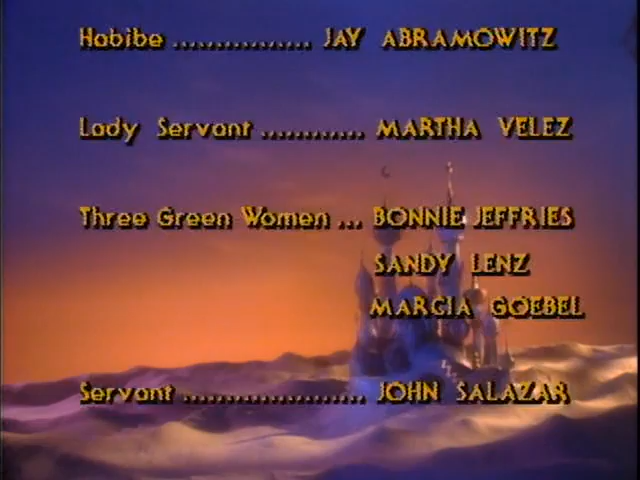 Habibe ................ JAY ABRAMOWITZ
Lady Servant ............ MARTHA VELEZ
Three Green Women ... BONNIE JEFFRIES
SANDY LENZ
MARCIA GOEBEL
Servant ..................... JOHN SALAZAR